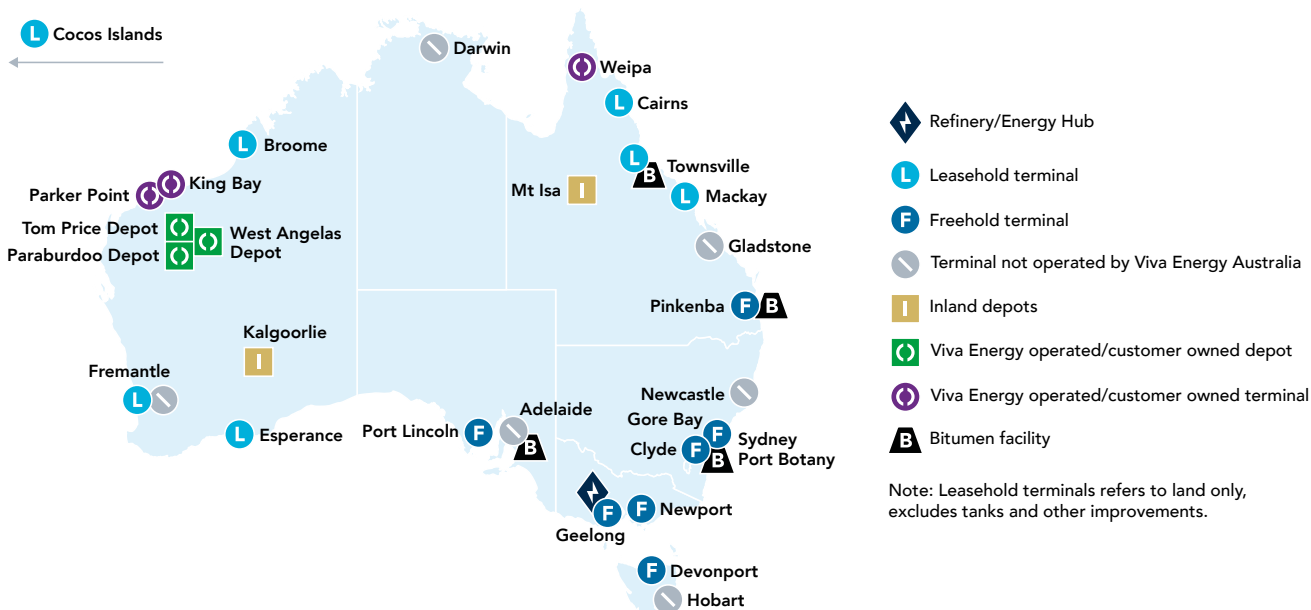 L Cocos Islands
Darwin
Weipa
L Cairns
L Broome
L Townsville
B
Parker Point
King Bay
Mt Isa I
L Mackay
Tom Price Depot
West Angelas
Depot
Paraburdoo Depot
Gladstone
Pinkenba F B
Kalgoorlie
I
Fremantle
L
L Esperance
Newcastle
Adelaide
Port Lincoln F
B
Gore Bay
F
Clyde F
B
Sydney
Port Botany
F
Geelong
F Newport
F Devonport
Hobart
Refinery/Energy Hub
L Leasehold terminal
F Freehold terminal
Terminal not operated by Viva Energy Australia
I Inland depots
Viva Energy operated/customer owned depot
Viva Energy operated/customer owned terminal
B Bitumen facility
Note: Leasehold terminals refers to land only,
excludes tanks and other improvements.